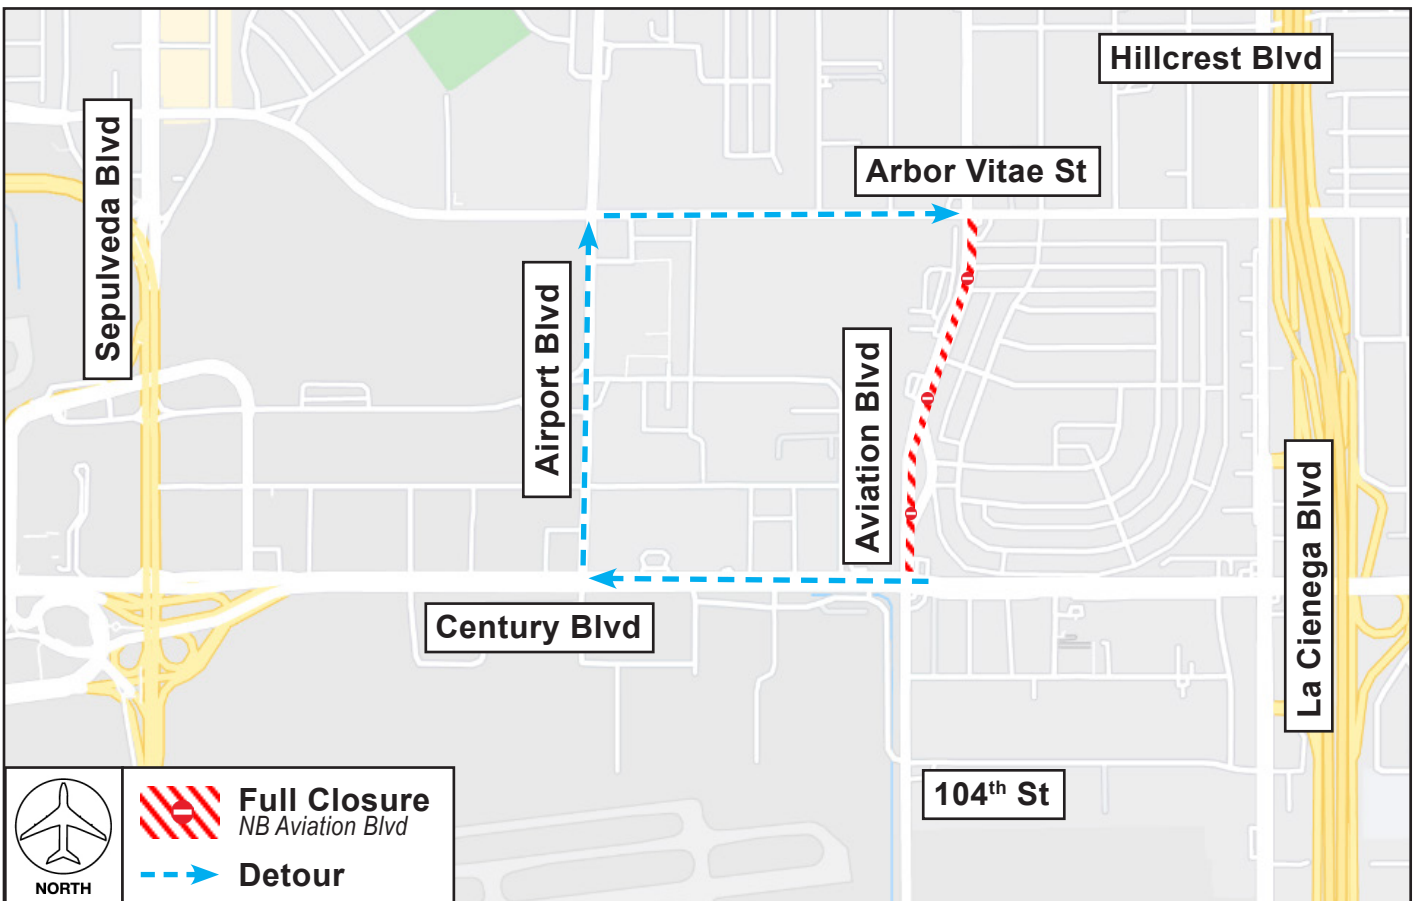 Hillcrest Blvd
Arbor Vitae St
Sepulveda Blvd
Airport Blvd
Aviation Blvd
La Cienega Blvd
Century Blvd
104th St
NORTH
Full Closure
NB Aviation Blvd
Detour